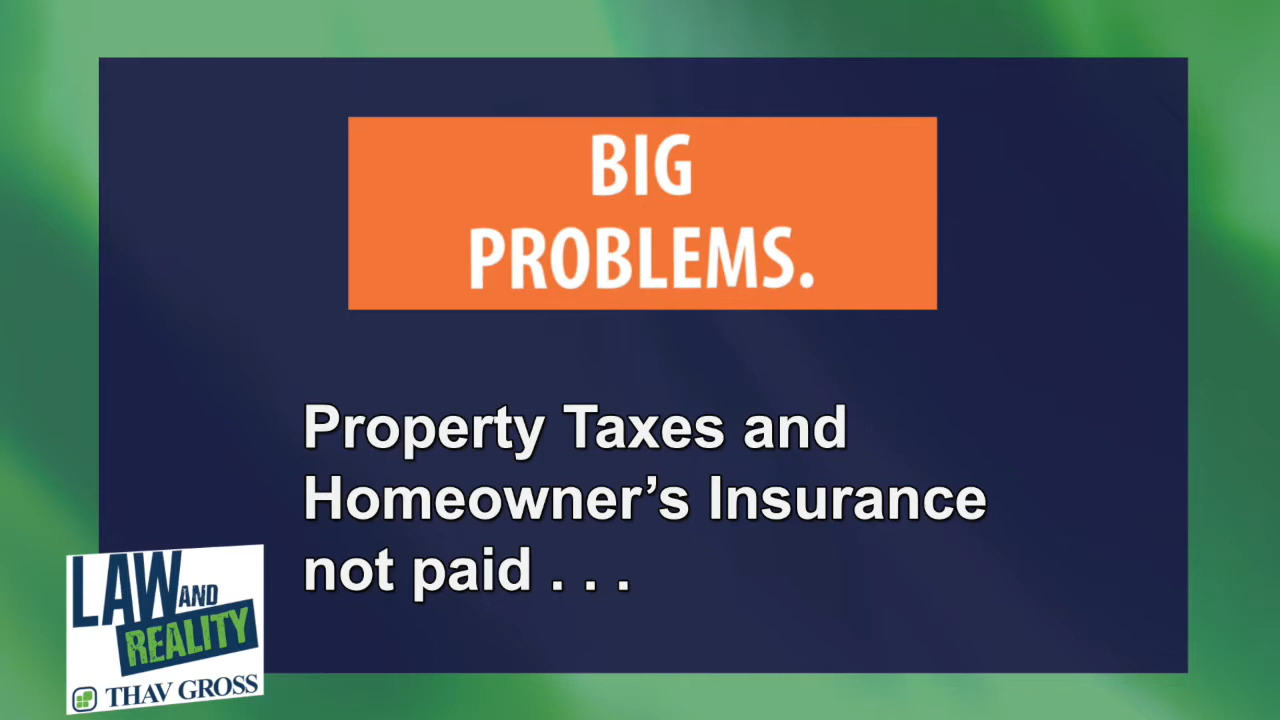 BIG
PROBLEMS.
Property Taxes and
Homeowner’s Insurance
not paid . . .
LAW AND
REALITY
THAV GROSS